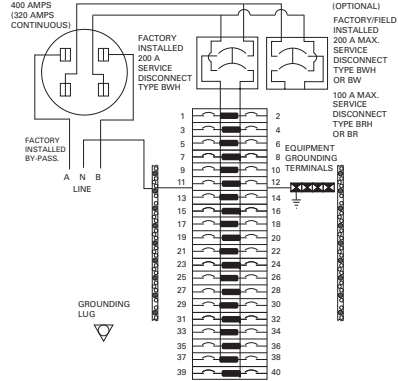 400 AMPS
(320 AMPS
CONTINUOUS)
FACTORY
INSTALLED
200 A
SERVICE
DISCONNECT
TYPE BWH
(OPTIONAL)
FACTORY/FIELD
INSTALLED
200 A MAX.
SERVICE
DISCONNECT
TYPE BWH
OR BW
100 A MAX.
SERVICE
DISCONNECT
TYPE BRH
OR BR
FACTORY
INSTALLED
BY-PASS.
A N B
LINE
EQUIPMENT
GROUNDING
TERMINALS
GROUNDING
LUG
1 2
3 4
5 6
7 8
9 10
11 12
13 14
15 16
17 18
19 20
21 22
23 24
25 26
27 28
29 30
31 32
33 34
35 36
37 38
39 40